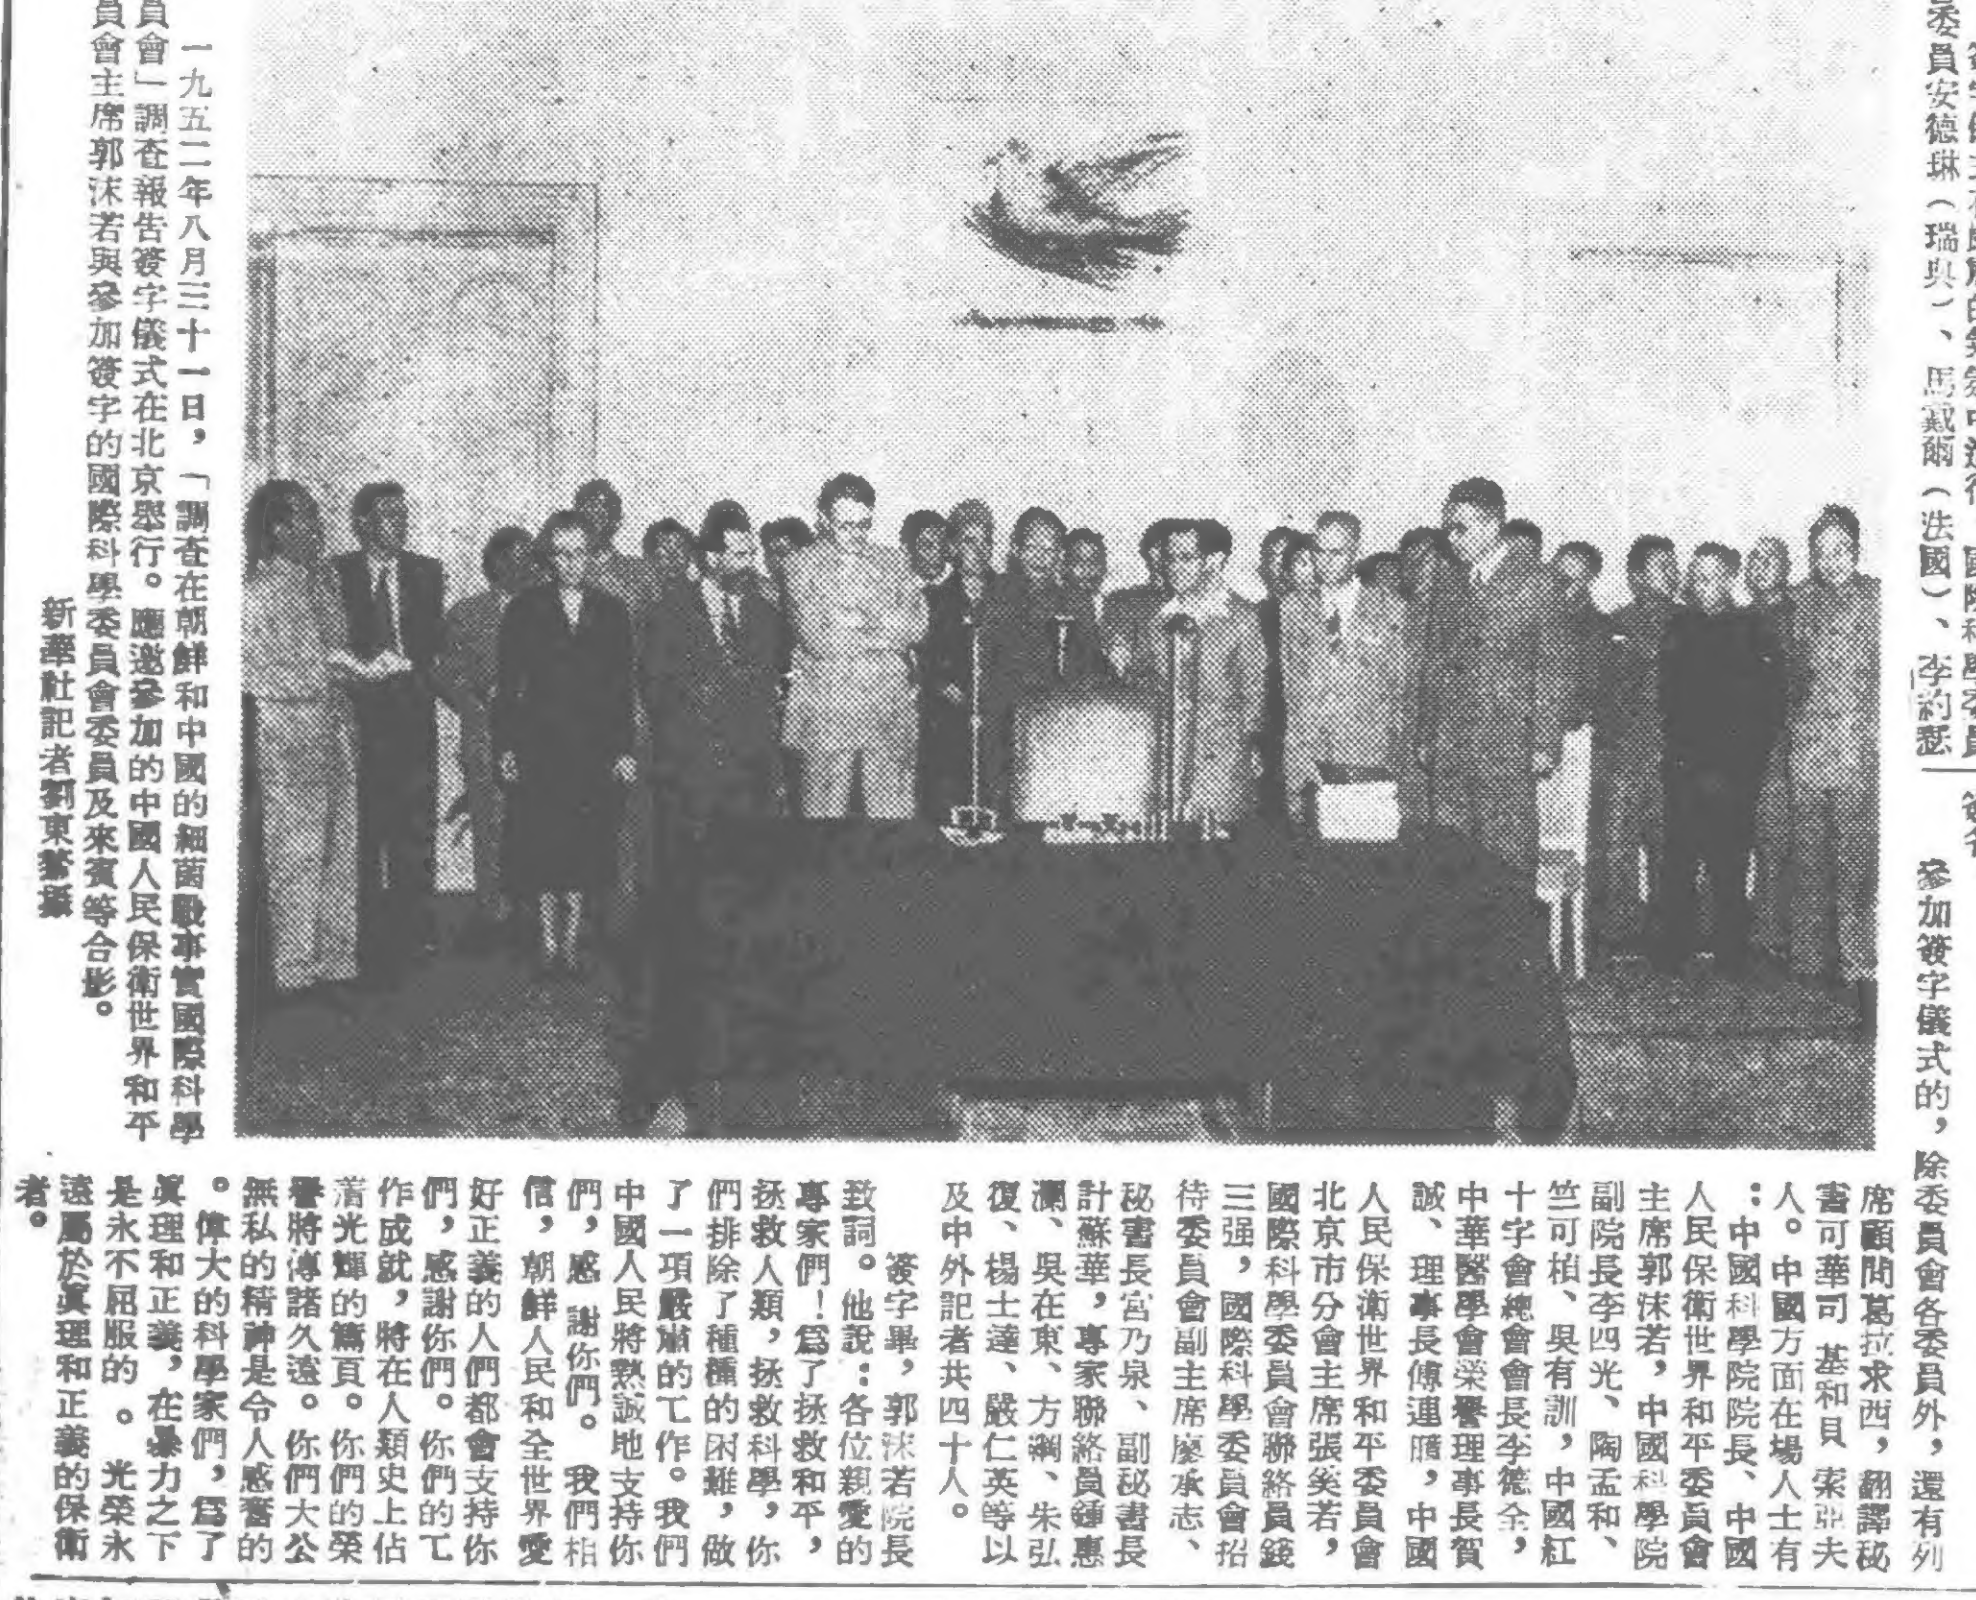 委員安德琳（瑞典）、馬戴爾（法國）、李約瑟
參加簽字儀式的，除委員會各委員外，還有列
席顧問葛拉求西，翻譯秘
書可華司　基和貝　索亞夫
人。中國方面在場人士有
：中國科學院院長、中國
人民保衛世界和平委員會
主席郭沫若，中國科學院
副院長李四光、陶孟和、
竺可楨、吳有訓，中國紅
十字會總會會長李德全，
中華醫學會榮譽理事長賀
誠、理事長傅連暲，中國
人民保衛世界和平委員會
北京市分會主席張奚若，
國際科學委員會聯絡員錢
三强，國際科學委員會招
待委員會副主席廖承志、
秘書長宮乃泉、副秘書長
計蘇華，專家聯絡員鍾惠
瀾、吳在東、方綱、朱弘
復、楊士達、嚴仁英等以
及中外記者共四十人。
簽字畢，郭沫若院長
致詞。他說：各位親愛的
專家們！爲了拯救和平，
拯救人類，拯救科學，你
們排除了種種的困難，做
了一項嚴肅的工作。我們
中國人民將熱誠地支持你
們，感　謝你們。　我們相
信，朝鮮人民和全世界愛
好正義的人們都會支持你
們，感謝你們。你們的工
作成就，將在人類史上佔
着光輝的篇頁。你們的榮
譽將溥諸久遠。你們大公
無私的精神是令人感奮的
。偉大的科學家們，爲了
眞理和正義，在暴力之下
是永不屈服的　。　光榮永
遠屬於眞理和正義的保衛
者。
一九五二年八月三十一日，「調查在朝鮮和中國的細菌戰事實國際科學
員會」調查報告簽字儀式在北京舉行。應邀參加的中國人民保衛世界和平
員會主席郭沫若與參加簽字的國際科學委員會委員及來賓等合影。
新華社記者劉東鰲攝